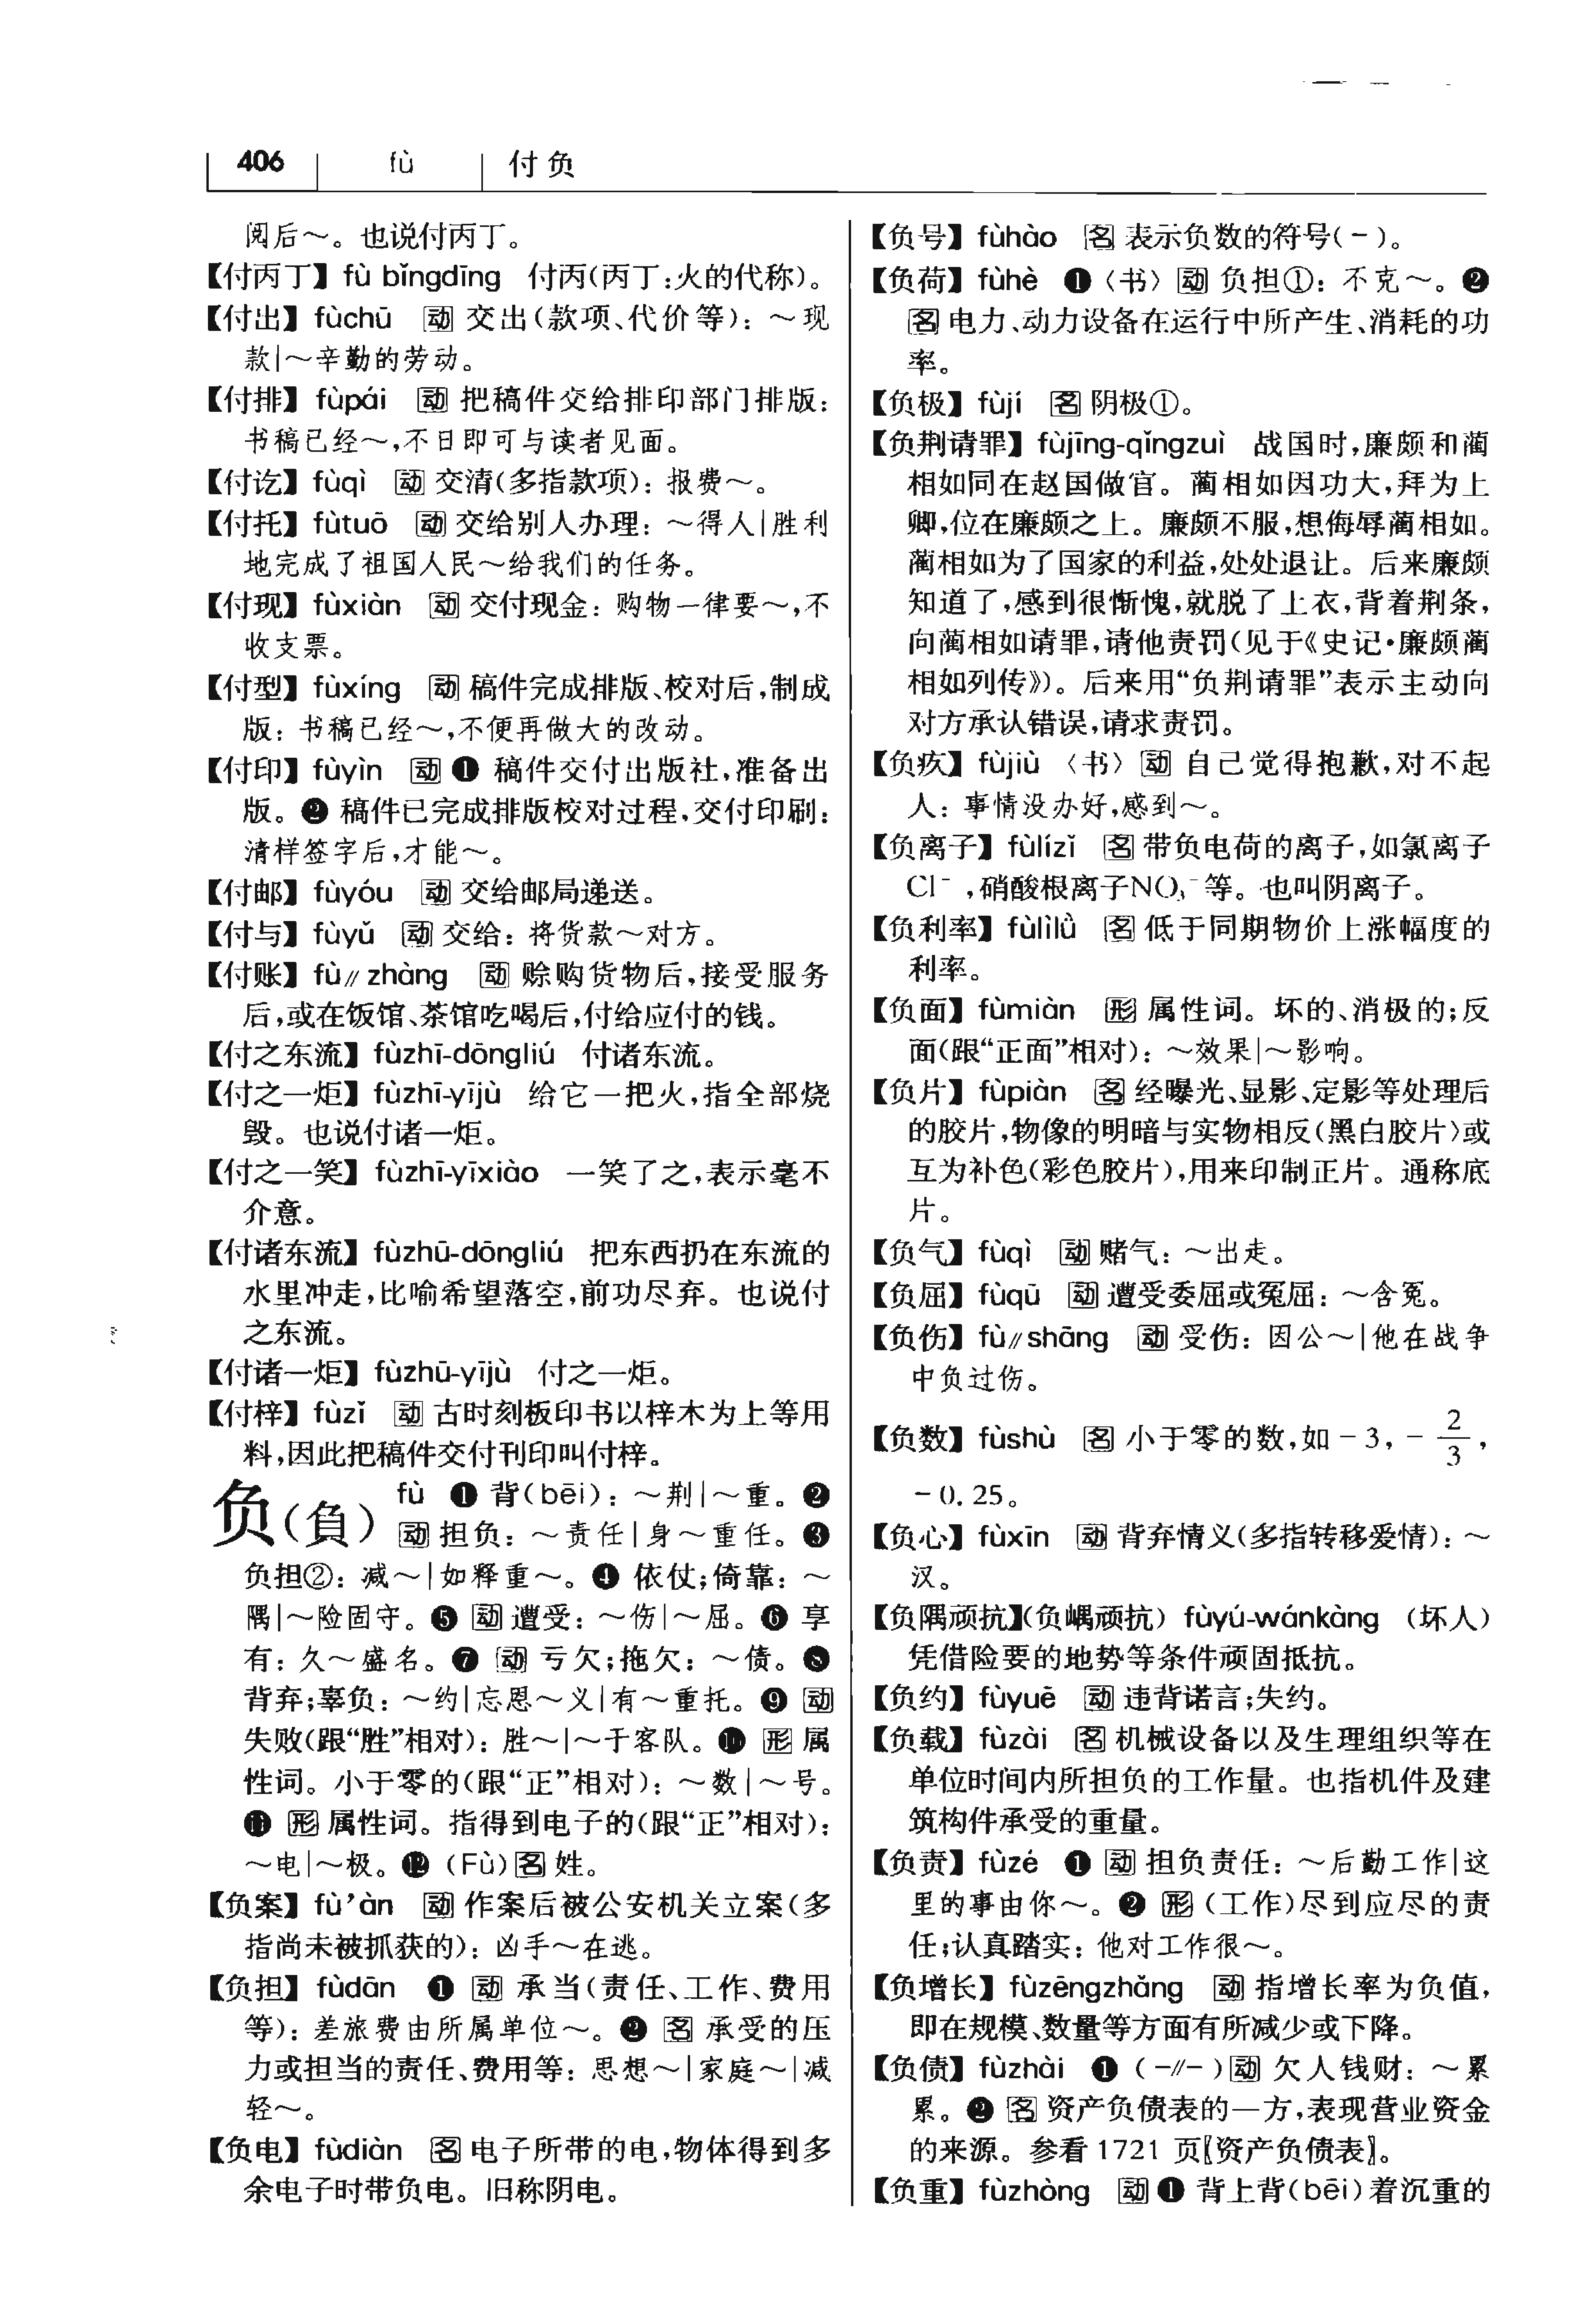 406 fù 付负
阅后～。也说付丙丁。
【付丙丁】fù bǐngdīng 付丙(丙丁:火的代称)。
【付出】fùchū 动 交出(款项、代价等)：～现
款|～辛勤的劳动。
【付排】fùpái 动 把稿件交给排印部门排版：
书稿已经～,不日即可与读者见面。
【付讫】fùqì 动 交清(多指款项)：报费～。
【付托】fùtuō 动 交给别人办理：～得人|胜利
地完成了祖国人民～给我们的任务。
【付现】fùxiàn 动 交付现金：购物一律要～,不
收支票。
【付型】fùxíng 动 稿件完成排版、校对后,制成
版：书稿已经～,不便再做大的改动。
【付印】fùyìn 动 ❶ 稿件交付出版社,准备出
版。❷ 稿件已完成排版校对过程,交付印刷：
清样签字后,才能～。
【付邮】fùyóu 动 交给邮局递送。
【付与】fùyǔ 动 交给：将货款～对方。
【付账】fù∥zhàng 动 赊购货物后,接受服务
后,或在饭馆、茶馆吃喝后,付给应付的钱。
【付之东流】fùzhī-dōngliú 付诸东流。
【付之一炬】fùzhī-yījù 给它一把火,指全部烧
毁。也说付诸一炬。
【付之一笑】fùzhī-yīxiào 一笑了之,表示毫不
介意。
【付诸东流】fùzhū-dōngliú 把东西扔在东流的
水里冲走,比喻希望落空,前功尽弃。也说付
之东流。
【付诸一炬】fùzhū-yījù 付之一炬。
【付梓】fùzǐ 动 古时刻板印书以梓木为上等用
料,因此把稿件交付刊印叫付梓。
负(負) fù ❶ 背(bēi)：～荆|～重。❷
动 担负：～责任|身～重任。❸
负担②：减～|如释重～。❹ 依仗;倚靠：～
隅|～险固守。❺ 动 遭受：～伤|～屈。❻ 享
有：久～盛名。❼ 动 亏欠;拖欠：～债。❽
背弃;辜负：～约|忘恩～义|有～重托。❾ 动
失败(跟“胜”相对)：胜～|～于客队。❿ 形 属
性词。小于零的(跟“正”相对)：～数|～号。
⓫ 形 属性词。指得到电子的(跟“正”相对)：
～电|～极。⓬ (Fù) 名 姓。
【负案】fù’àn 动 作案后被公安机关立案(多
指尚未被抓获的)：凶手～在逃。
【负担】fùdān ❶ 动 承当(责任、工作、费用
等)：差旅费由所属单位～。❷ 名 承受的压
力或担当的责任、费用等：思想～|家庭～|减
轻～。
【负电】fùdiàn 名 电子所带的电,物体得到多
余电子时带负电。旧称阴电。
【负号】fùhào 名 表示负数的符号(－)。
【负荷】fùhè ❶〈书〉动 负担①：不克～。❷
名 电力、动力设备在运行中所产生、消耗的功
率。
【负极】fùjí 名 阴极①。
【负荆请罪】fùjīng-qǐngzuì 战国时,廉颇和蔺
相如同在赵国做官。蔺相如因功大,拜为上
卿,位在廉颇之上。廉颇不服,想侮辱蔺相如。
蔺相如为了国家的利益,处处退让。后来廉颇
知道了,感到很惭愧,就脱了上衣,背着荆条,
向蔺相如请罪,请他责罚(见于《史记·廉颇蔺
相如列传》)。后来用“负荆请罪”表示主动向
对方承认错误,请求责罚。
【负疚】fùjiù〈书〉动 自己觉得抱歉,对不起
人：事情没办好,感到～。
【负离子】fùlízǐ 名 带负电荷的离子,如氯离子
Cl⁻,硝酸根离子NO₃⁻等。也叫阴离子。
【负利率】fùlìlǜ 名 低于同期物价上涨幅度的
利率。
【负面】fùmiàn 形 属性词。坏的、消极的;反
面(跟“正面”相对)：～效果|～影响。
【负片】fùpiàn 名 经曝光、显影、定影等处理后
的胶片,物像的明暗与实物相反(黑白胶片)或
互为补色(彩色胶片),用来印制正片。通称底
片。
【负气】fùqì 动 赌气：～出走。
【负屈】fùqū 动 遭受委屈或冤屈：～含冤。
【负伤】fù∥shāng 动 受伤：因公～|他在战争
中负过伤。
【负数】fùshù 名 小于零的数,如－3,－2/3,
－0.25。
【负心】fùxīn 动 背弃情义(多指转移爱情)：～
汉。
【负隅顽抗】(负嵎顽抗) fùyú-wánkàng (坏人)
凭借险要的地势等条件顽固抵抗。
【负约】fùyuē 动 违背诺言;失约。
【负载】fùzài 名 机械设备以及生理组织等在
单位时间内所担负的工作量。也指机件及建
筑构件承受的重量。
【负责】fùzé ❶ 动 担负责任：～后勤工作|这
里的事由你～。❷ 形 (工作)尽到应尽的责
任;认真踏实：他对工作很～。
【负增长】fùzēngzhǎng 动 指增长率为负值,
即在规模、数量等方面有所减少或下降。
【负债】fùzhài ❶ (-∥-) 动 欠人钱财：～累
累。❷ 名 资产负债表的一方,表现营业资金
的来源。参看1721页〖资产负债表〗。
【负重】fùzhòng 动 ❶ 背上背(bēi)着沉重的